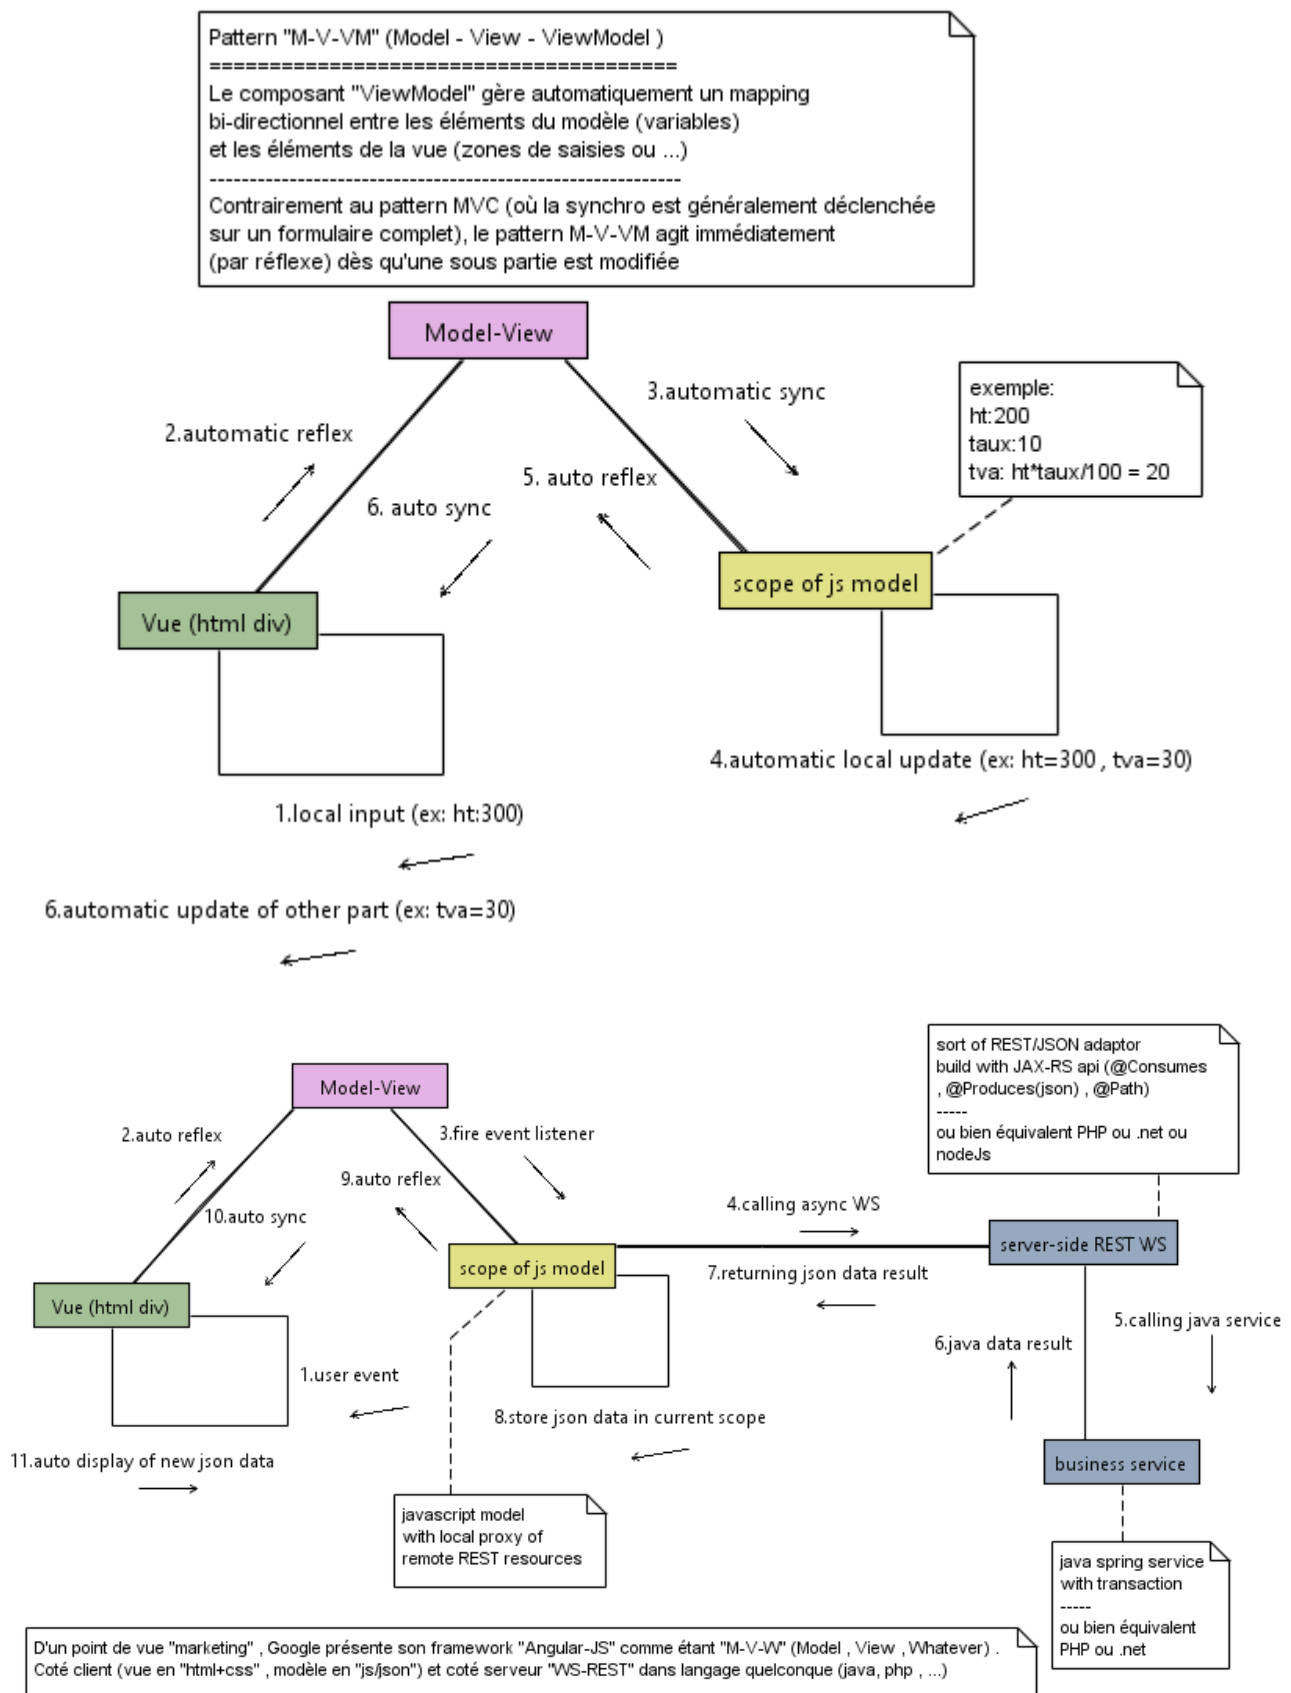 Pattern "M-V-VM" (Model - View - ViewModel )
=======================================
Le composant "ViewModel" gère automatiquement un mapping
bi-directionnel entre les éléments du modèle (variables)
et les éléments de la vue (zones de saisies ou ...)
-----------------------------------------------------------
Contrairement au pattern MVC (où la synchro est généralement déclenchée
sur un formulaire complet), le pattern M-V-VM agit immédiatement
(par réflexe) dès qu'une sous partie est modifiée
Model-View
3.automatic sync
exemple:
ht:200
taux:10
tva: ht*taux/100 = 20
2.automatic reflex
5. auto reflex
6. auto sync
scope of js model
Vue (html div)
4.automatic local update (ex: ht=300 , tva=30)
1.local input (ex: ht:300)
6.automatic update of other part (ex: tva=30)
sort of REST/JSON adaptor
build with JAX-RS api (@Consumes
, @Produces(json) , @Path)
-----
ou bien équivalent PHP ou .net ou
nodeJs
Model-View
2.auto reflex
3.fire event listener
9.auto reflex
10.auto sync
4.calling async WS
server-side REST WS
scope of js model
7.returning json data result
Vue (html div)
5.calling java service
6.java data result
1.user event
8.store json data in current scope
11.auto display of new json data
business service
javascript model
with local proxy of
remote REST resources
java spring service
with transaction
-----
ou bien équivalent
PHP ou .net
D'un point de vue "marketing" , Google présente son framework "Angular-JS" comme étant "M-V-W" (Model , View , Whatever) .
Coté client (vue en "html+css" , modèle en "js/json") et coté serveur "WS-REST" dans langage quelconque (java, php , ...)